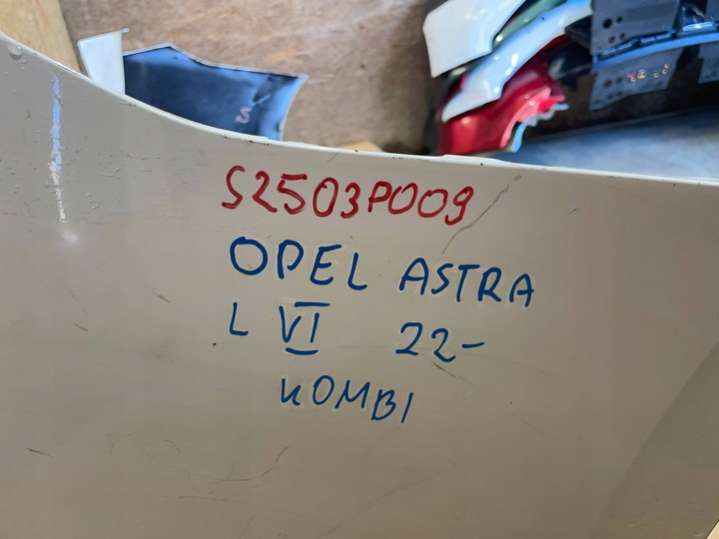 S2503P009
OPEL ASTRA
L VI 22-
KOMBI